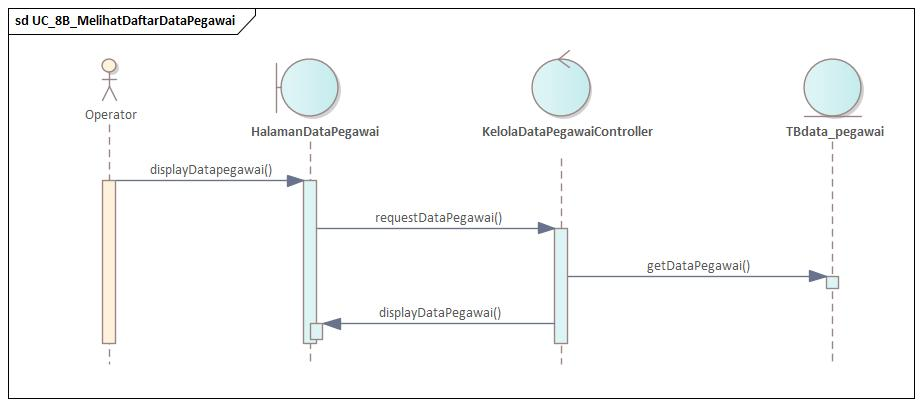 sd UC_8B_MelihatDaftarDataPegawai
Operator
HalamanDataPegawai
KelolaDataPegawaiController
TBdata_pegawai
displayDatapegawai()
requestDataPegawai()
getDataPegawai()
displayDataPegawai()